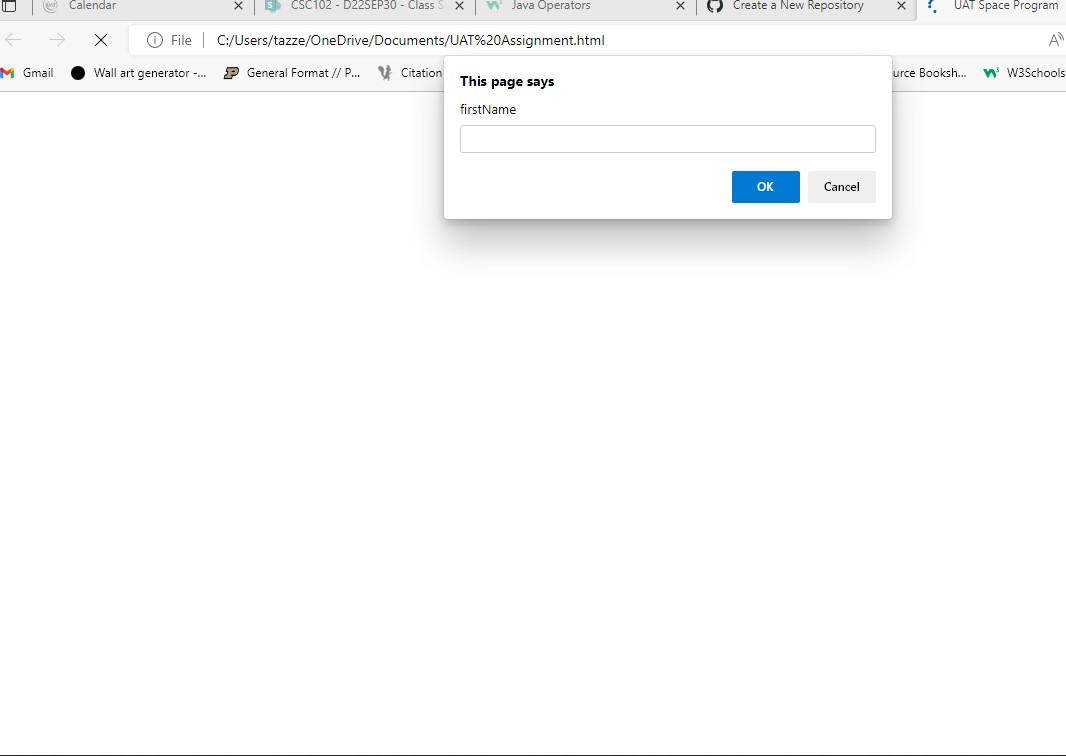 Calendar
CSC102 - D22SEP30 - Class S
Java Operators
Create a New Repository
UAT Space Program
File
C:/Users/tazze/OneDrive/Documents/UAT%20Assignment.html
A
Gmail
Wall art generator -...
General Format // P...
Citation
urce Booksh...
W3Schools
This page says
firstName
OK
Cancel